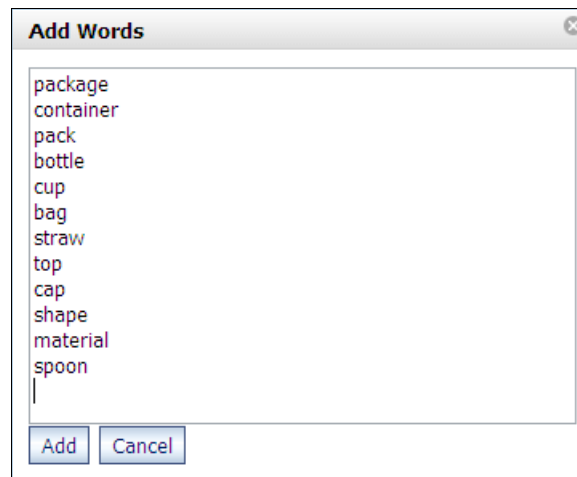 Add Words
package
container
pack
bottle
cup
bag
straw
top
cap
shape
material
spoon
Add Cancel